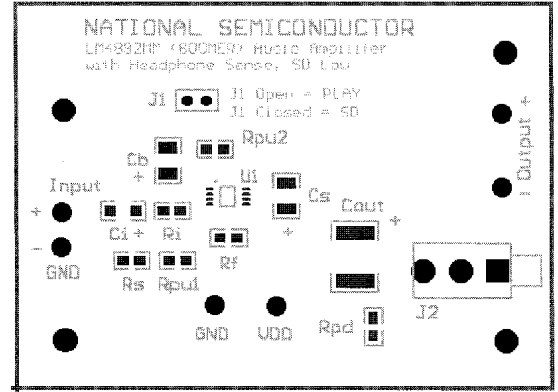 NATIONAL SEMICONDUCTOR
LM4892MM (BOOMER) Audio Amplifier
with Headphone Sense, SD Low
J1
J1 Open = PLAY
J1 Closed = SD
Rpu2
Cb
+
U1
Output +
-
Input
Cs
+
Cout
+
+
Ci +
Ri
-
GND
Rf
Rs
Rpu1
J2
GND
VDD
Rpd